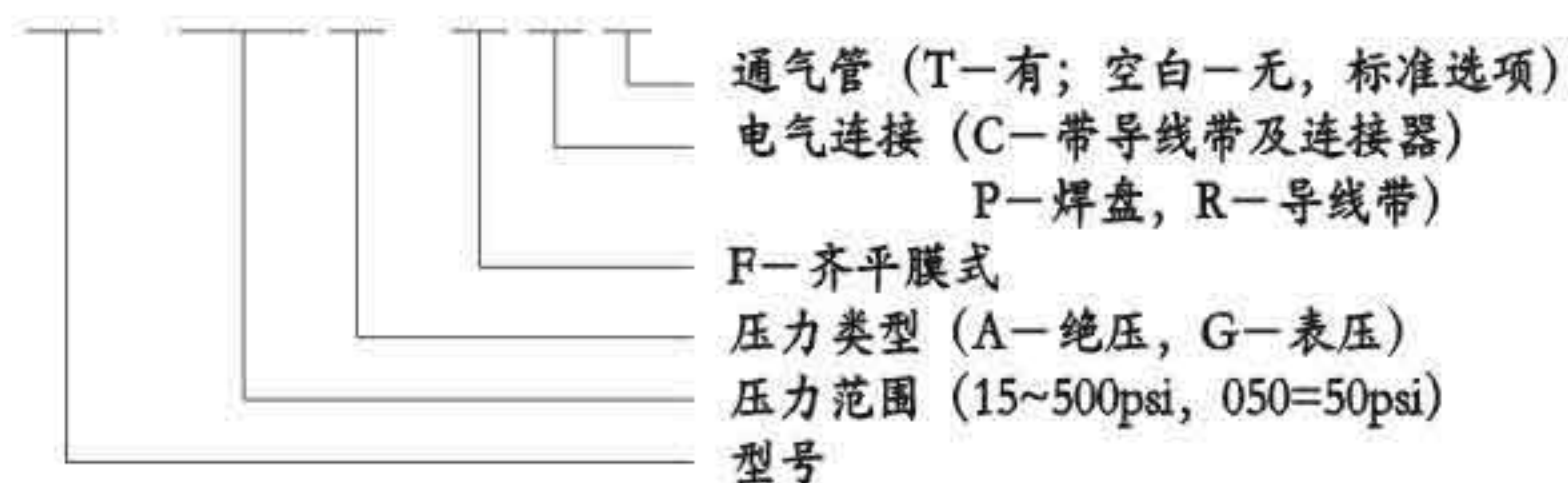 通气管（T－有；空白－无，标准选项）
电气连接（C－带导线带及连接器）
P－焊盘，R－导线带）
F－齐平膜式
压力类型（A－绝压，G－表压）
压力范围（15~500psi，050=50psi）
型号